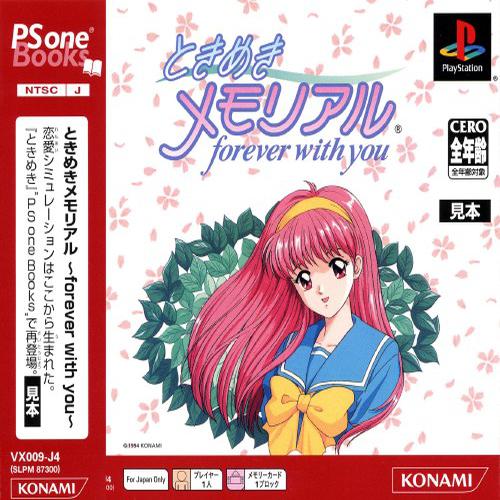 PS one®
Books
NTSC J
ときめきメモリアル ～forever with you～
恋愛シミュレーションはここから生まれた。
『ときめき』"PS one Books"で再登場。
見本
VX009-J4
(SLPM 87300)
KONAMI
ときめき
メモリアル®
forever with you
PlayStation
CERO
全年齢
全年齢対象
見本
©1994 KONAMI
For Japan Only
プレイヤー
1人
メモリーカード
1ブロック
KONAMI